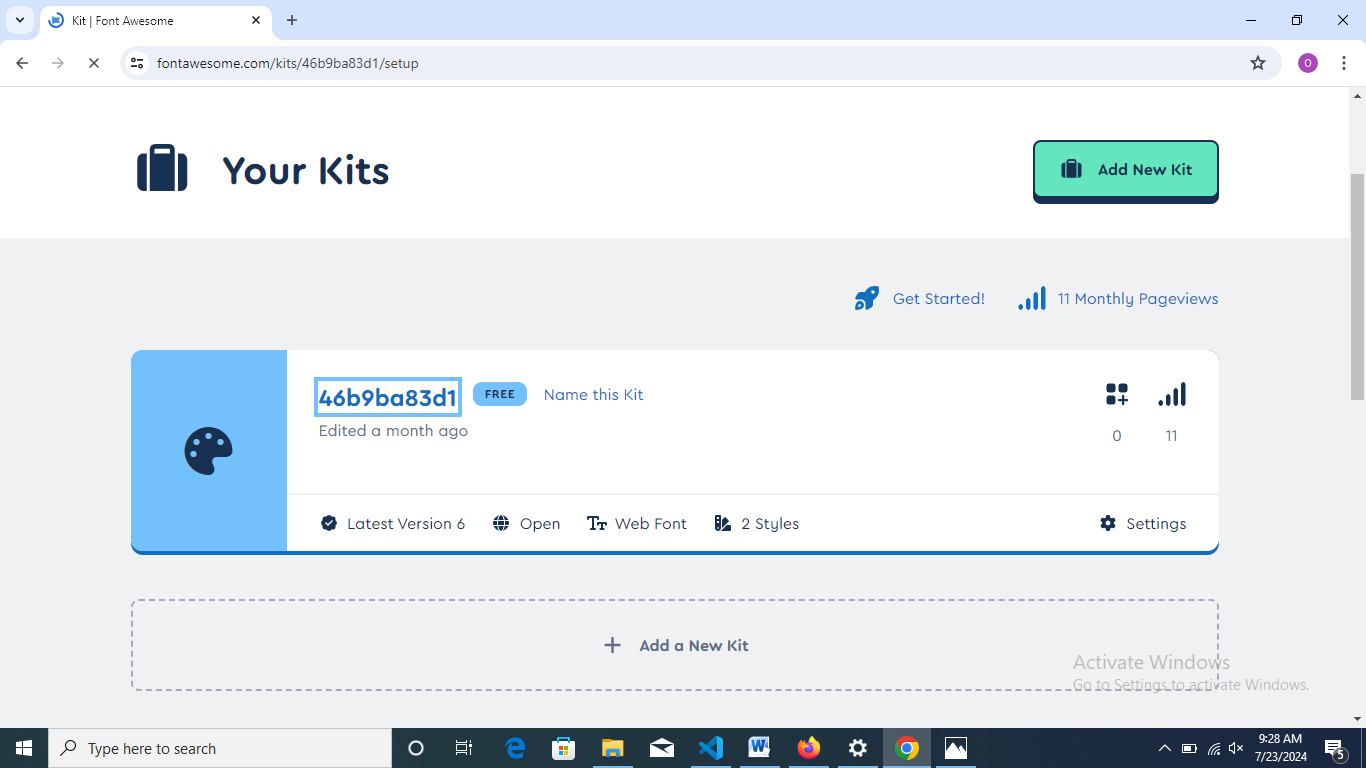 Kit | Font Awesome
fontawesome.com/kits/46b9ba83d1/setup
O
Your Kits
Add New Kit
Get Started!
11 Monthly Pageviews
46b9ba83d1
FREE
Name this Kit
Edited a month ago
0
11
Latest Version 6
Open
Web Font
2 Styles
Settings
+ Add a New Kit
Activate Windows
Go to Settings to activate Windows.
Type here to search
9:28 AM
7/23/2024
5